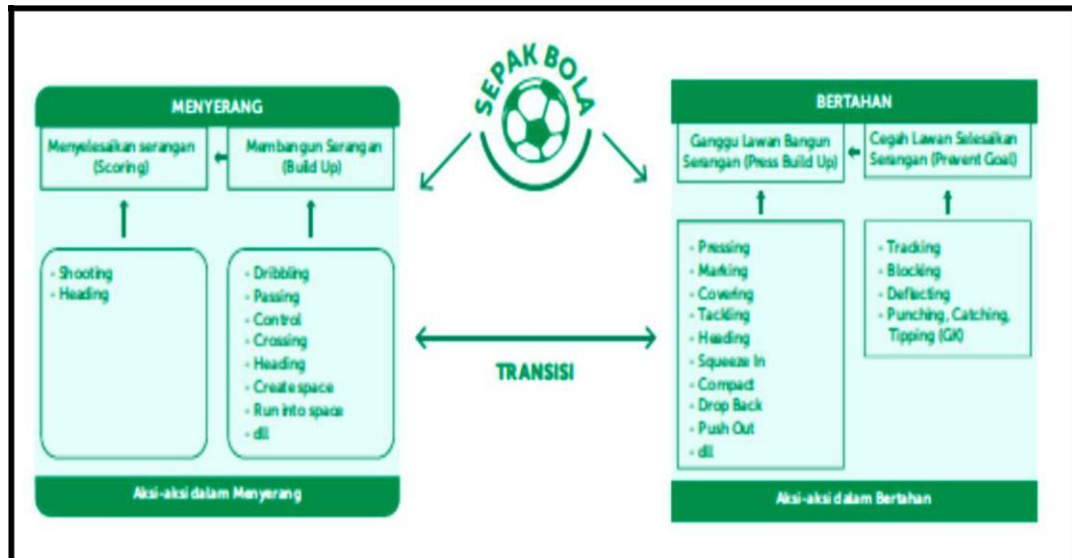 SEPAK BOLA
MENYERANG
Menyelesaikan serangan
(Scoring)
Membangun Serangan
(Build Up)
- Shooting
- Heading
- Dribbling
- Passing
- Control
- Crossing
- Heading
- Create space
- Run into space
- dll
Aksi-aksi dalam Menyerang
TRANSISI
BERTAHAN
Ganggu Lawan Bangun
Serangan (Press Build Up)
Cegah Lawan Selesaikan
Serangan (Prevent Goal)
- Pressing
- Marking
- Covering
- Tackling
- Heading
- Squeeze In
- Compact
- Drop Back
- Push Out
- dll
- Tracking
- Blocking
- Deflecting
- Punching, Catching,
Tipping (GK)
Aksi-aksi dalam Bertahan